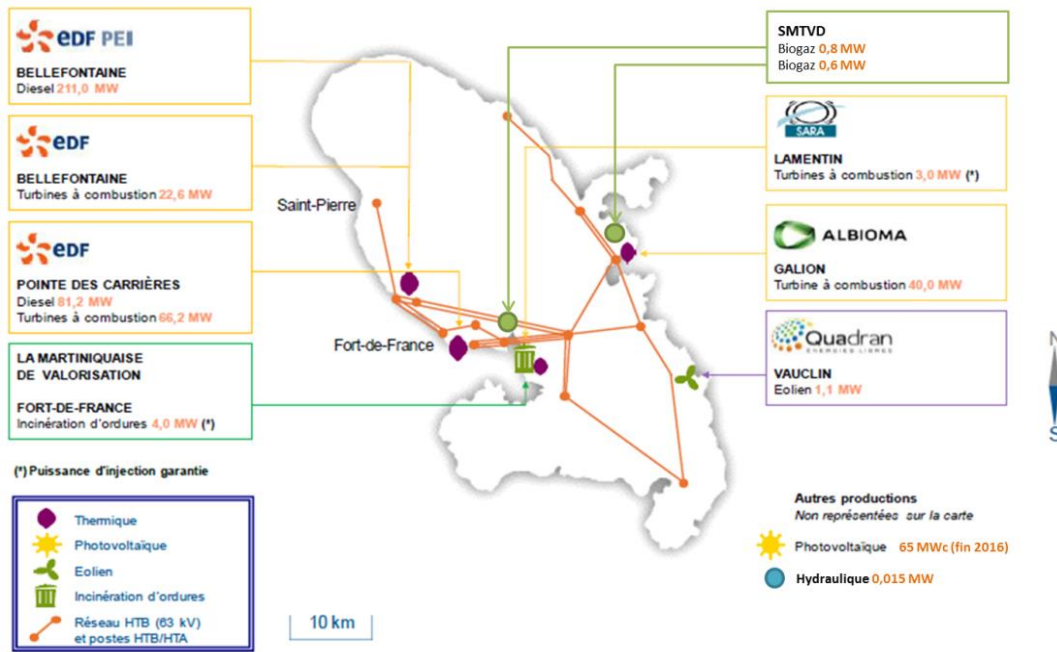 eDF PEI
BELLEFONTAINE
Diesel 211,0 MW
eDF
BELLEFONTAINE
Turbines à combustion 22,6 MW
eDF
POINTE DES CARRIÈRES
Diesel 81,2 MW
Turbines à combustion 66,2 MW
LA MARTINIQUAISE
DE VALORISATION
FORT-DE-FRANCE
Incinération d'ordures 4,0 MW (*)
(*) Puissance d'injection garantie
Thermique
Photovoltaïque
Eolien
Incinération d'ordures
Réseau HTB (63 kV)
et postes HTB/HTA
Saint-Pierre
Fort-de-France
10 km
SMTVD
Biogaz 0,8 MW
Biogaz 0,6 MW
SARA
LAMENTIN
Turbines à combustion 3,0 MW (*)
ALBIOMA
GALION
Turbine à combustion 40,0 MW
Quadran
ÉNERGIES LIBRES
VAUCLIN
Eolien 1,1 MW
N
S
Autres productions
Non représentées sur la carte
Photovoltaïque 65 MWc (fin 2016)
Hydraulique 0,015 MW